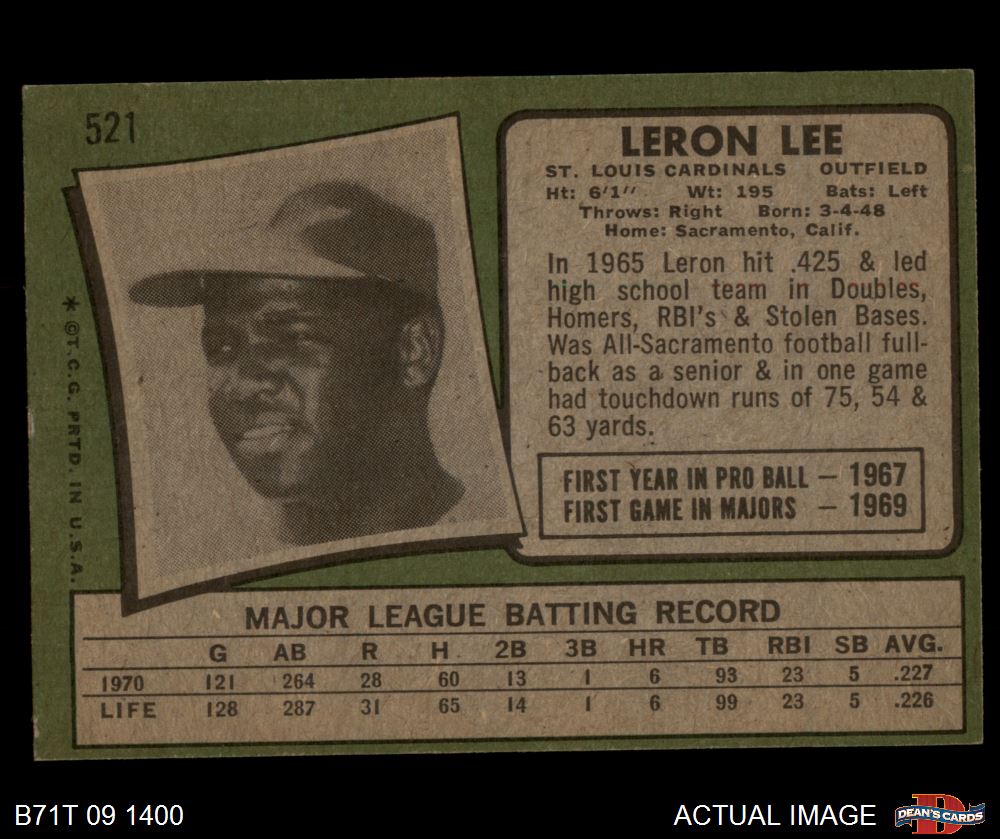 521
LERON LEE
ST. LOUIS CARDINALS OUTFIELD
Ht: 6'1" Wt: 195 Bats: Left
Throws: Right Born: 3-4-48
Home: Sacramento, Calif.
In 1965 Leron hit .425 & led
high school team in Doubles,
Homers, RBI's & Stolen Bases.
Was All-Sacramento football full-
back as a senior & in one game
had touchdown runs of 75, 54 &
63 yards.
FIRST YEAR IN PRO BALL — 1967
FIRST GAME IN MAJORS — 1969
* ©T.C.G. PRTD. IN U.S.A.
MAJOR LEAGUE BATTING RECORD
G AB R H 2B 3B HR TB RBI SB AVG.
1970 121 264 28 60 13 1 6 93 23 5 .227
LIFE 128 287 31 65 14 1 6 99 23 5 .226
B71T 09 1400
ACTUAL IMAGE
D
DEAN'S CARDS